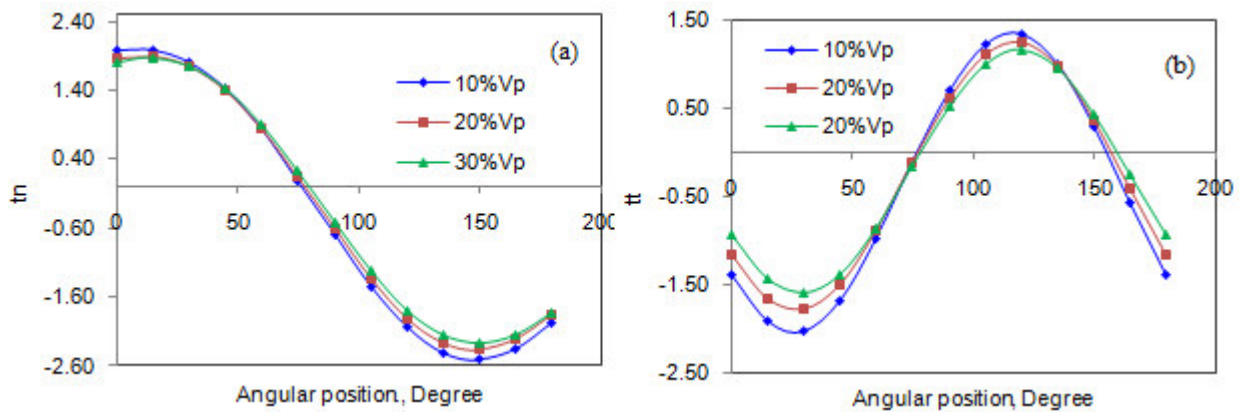 2.40
1.40
0.40
-0.60
-1.60
-2.60
tn
0
50
100
150
200
(a)
10%Vp
20%Vp
30%Vp
Angular position., Degree
1.50
0.50
-0.50
-1.50
-2.50
tt
0
50
100
150
200
(b)
10%Vp
20%Vp
20%Vp
Angular position, Degree